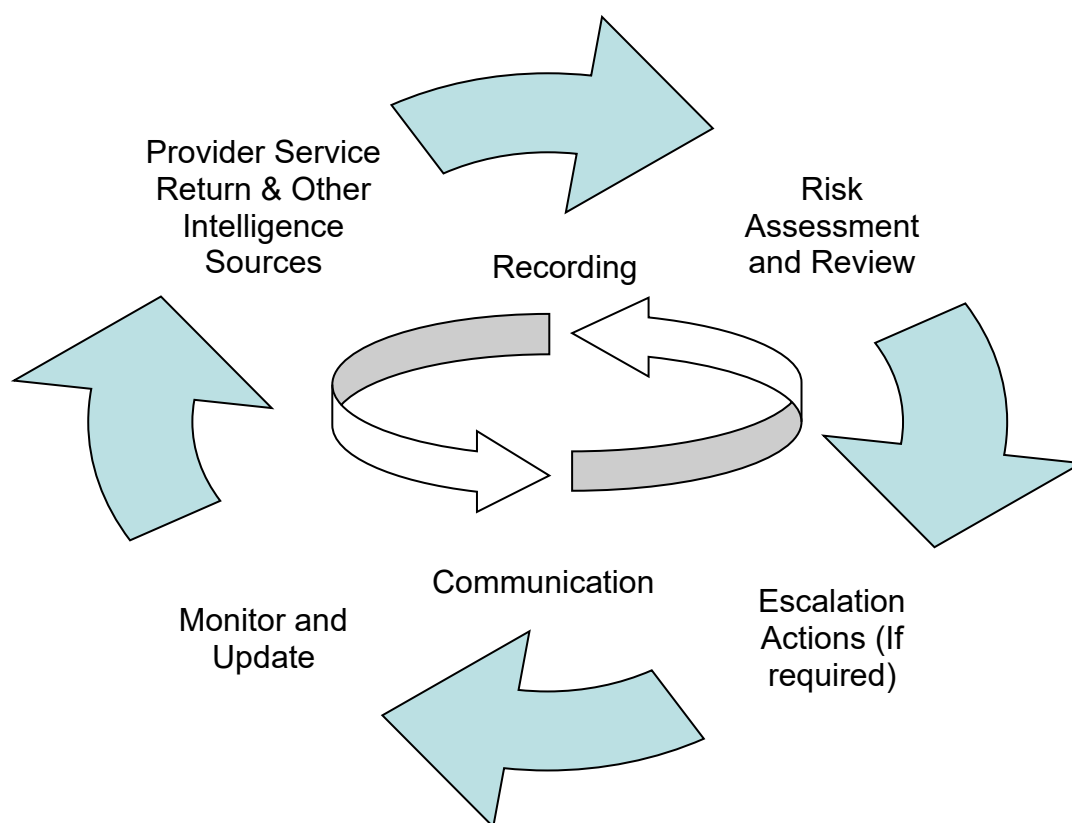 Provider Service
Return & Other
Intelligence
Sources
Risk
Assessment
and Review
Recording
Communication
Escalation
Actions (If
required)
Monitor and
Update